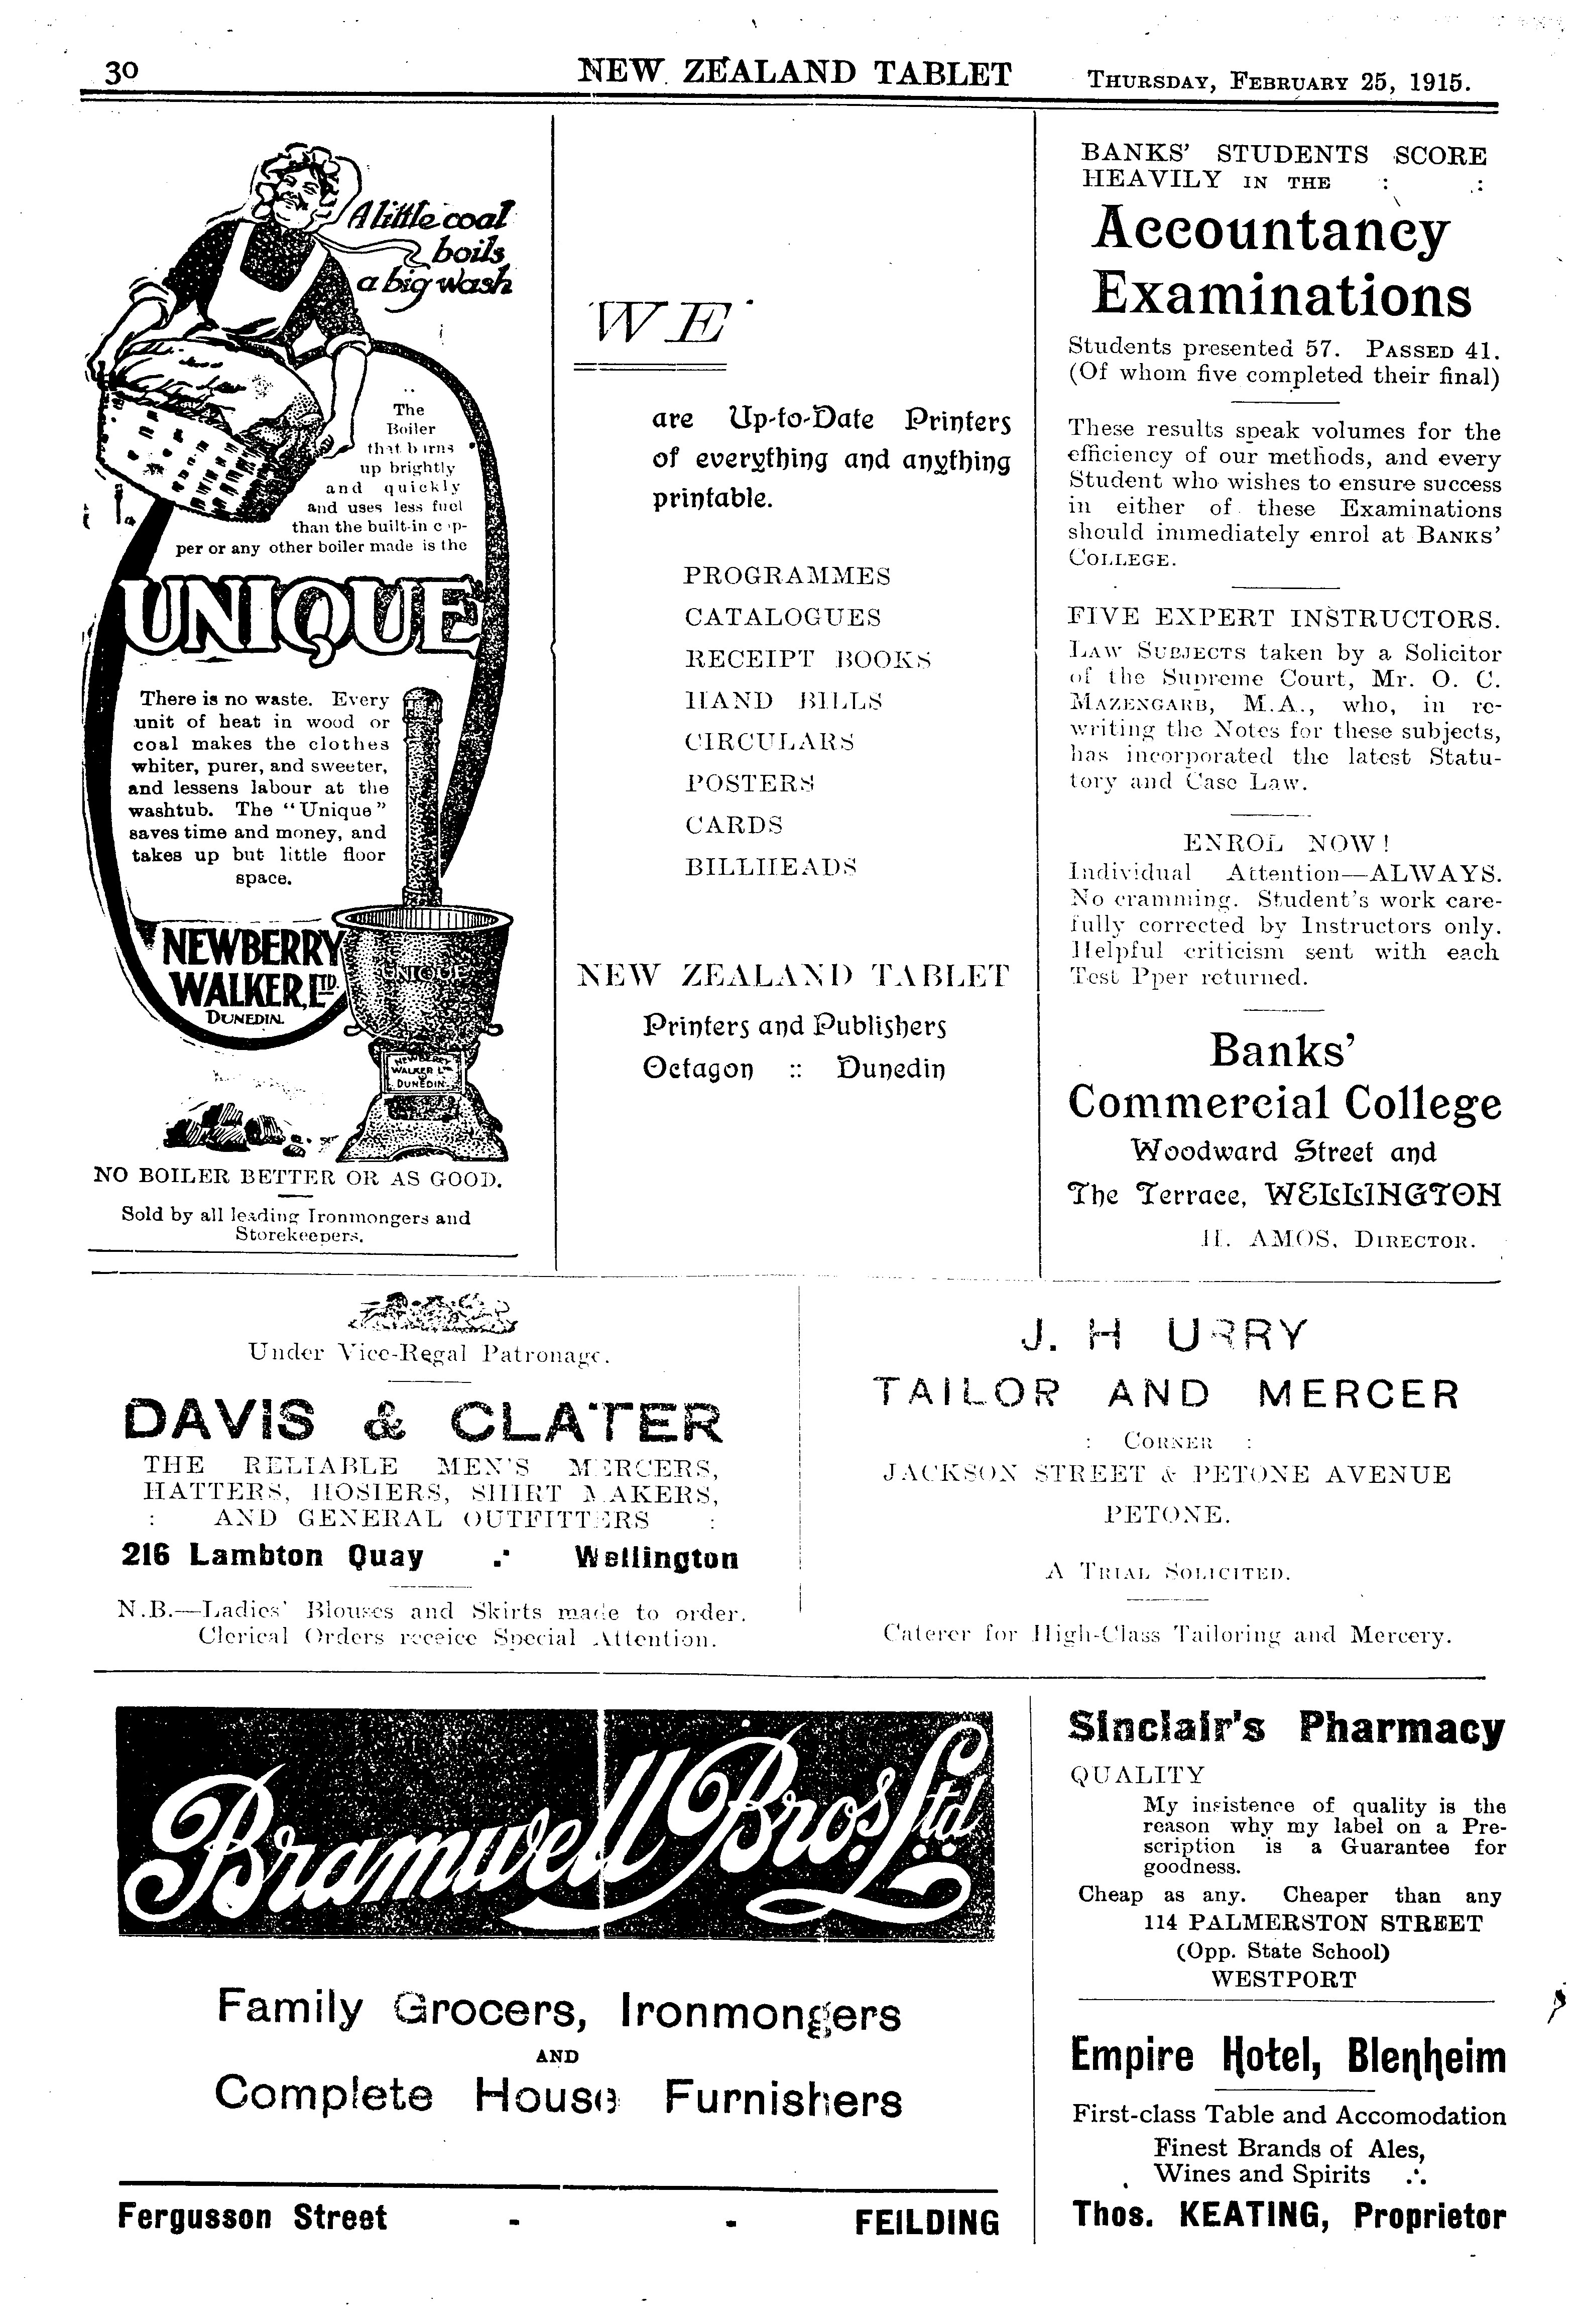 30
NEW ZEALAND TABLET
THURSDAY, FEBRUARY 25, 1915.
A little coal
boils
a big wash
The
Boiler
that burns
up brightly
and quickly
and uses less fuel
than the built-in cop-
per or any other boiler made is the
UNIQUE
There is no waste. Every
unit of heat in wood or
coal makes the clothes
whiter, purer, and sweeter,
and lessens labour at the
washtub. The "Unique"
saves time and money, and
takes up but little floor
space.
NEWBERRY
WALKER, LTD.
DUNEDIN.
UNIQUE
NEWBERRY
WALKER LTD
DUNEDIN.
NO BOILER BETTER OR AS GOOD.
Sold by all leading Ironmongers and
Storekeepers.
WE
are Up-to-Date Printers
of everything and anything
printable.
PROGRAMMES
CATALOGUES
RECEIPT BOOKS
HAND BILLS
CIRCULARS
POSTERS
CARDS
BILLHEADS
NEW ZEALAND TABLET
Printers and Publishers
Octagon :: Dunedin
BANKS' STUDENTS SCORE
HEAVILY IN THE : :
Accountancy
Examinations
Students presented 57. PASSED 41.
(Of whom five completed their final)
These results speak volumes for the
efficiency of our methods, and every
Student who wishes to ensure success
in either of these Examinations
should immediately enrol at BANKS'
COLLEGE.
FIVE EXPERT INSTRUCTORS.
LAW SUBJECTS taken by a Solicitor
of the Supreme Court, Mr. O. C.
MAZENGARB, M.A., who, in re-
writing the Notes for these subjects,
has incorporated the latest Statu-
tory and Case Law.
ENROL NOW!
Individual Attention—ALWAYS.
No cramming. Student's work care-
fully corrected by Instructors only.
Helpful criticism sent with each
Test Pper returned.
Banks'
Commercial College
Woodward Street and
The Terrace, WELLINGTON
H. AMOS, DIRECTOR.
Under Vice-Regal Patronage.
DAVIS & CLATER
THE RELIABLE MEN'S MERCERS,
HATTERS, HOSIERS, SHIRT MAKERS,
: AND GENERAL OUTFITTERS :
216 Lambton Quay .· Wellington
N.B.—Ladies' Blouses and Skirts made to order.
Clerical Orders receice Special Attention.
J. H URRY
TAILOR AND MERCER
: CORNER :
JACKSON STREET & PETONE AVENUE
PETONE.
A TRIAL SOLICITED.
Caterer for High-Class Tailoring and Mercery.
Bramwell Bros. Ltd
Family Grocers, Ironmongers
AND
Complete House Furnishers
Fergusson Street - - FEILDING
Sinclair's Pharmacy
QUALITY
My insistence of quality is the
reason why my label on a Pre-
scription is a Guarantee for
goodness.
Cheap as any. Cheaper than any
114 PALMERSTON STREET
(Opp. State School)
WESTPORT
Empire Hotel, Blenheim
First-class Table and Accomodation
Finest Brands of Ales,
Wines and Spirits ∴
Thos. KEATING, Proprietor